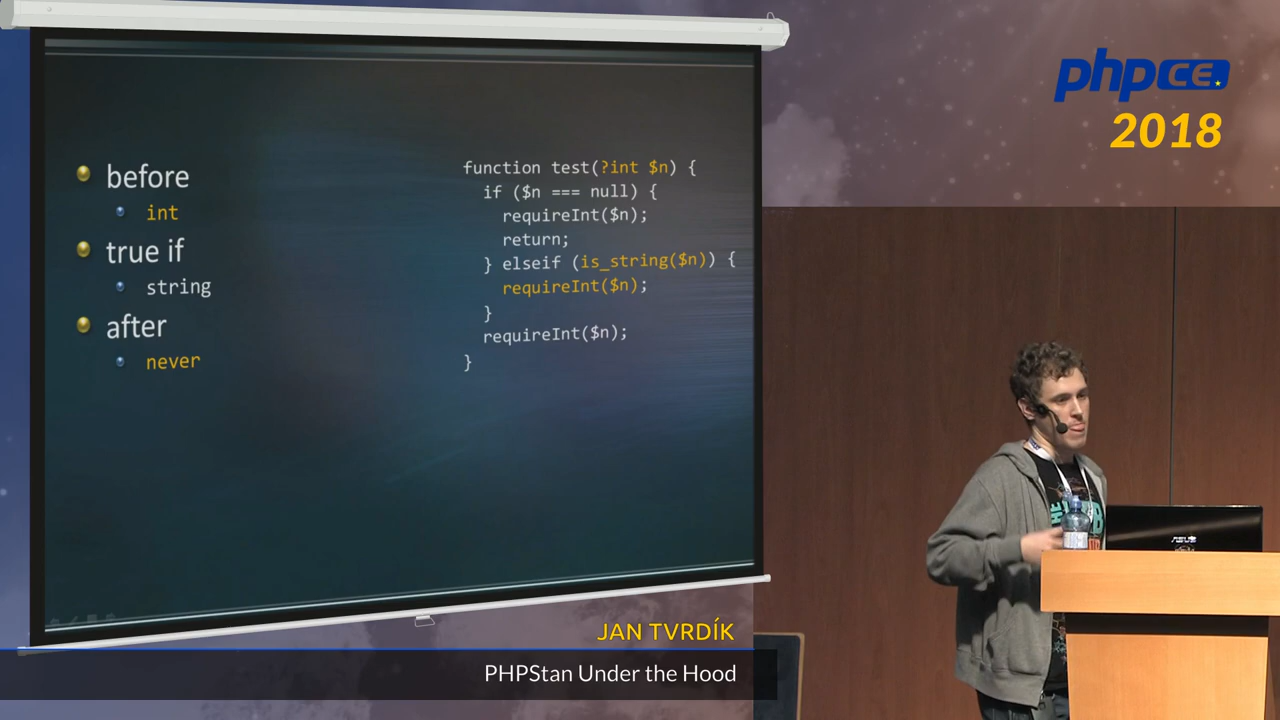 before
int
true if
string
after
never
function test(?int $n) {
if ($n === null) {
requireInt($n);
return;
} elseif (is_string($n)) {
requireInt($n);
}
requireInt($n);
}
phpce.
2018
ASUS
JAN TVRDÍK
PHPStan Under the Hood